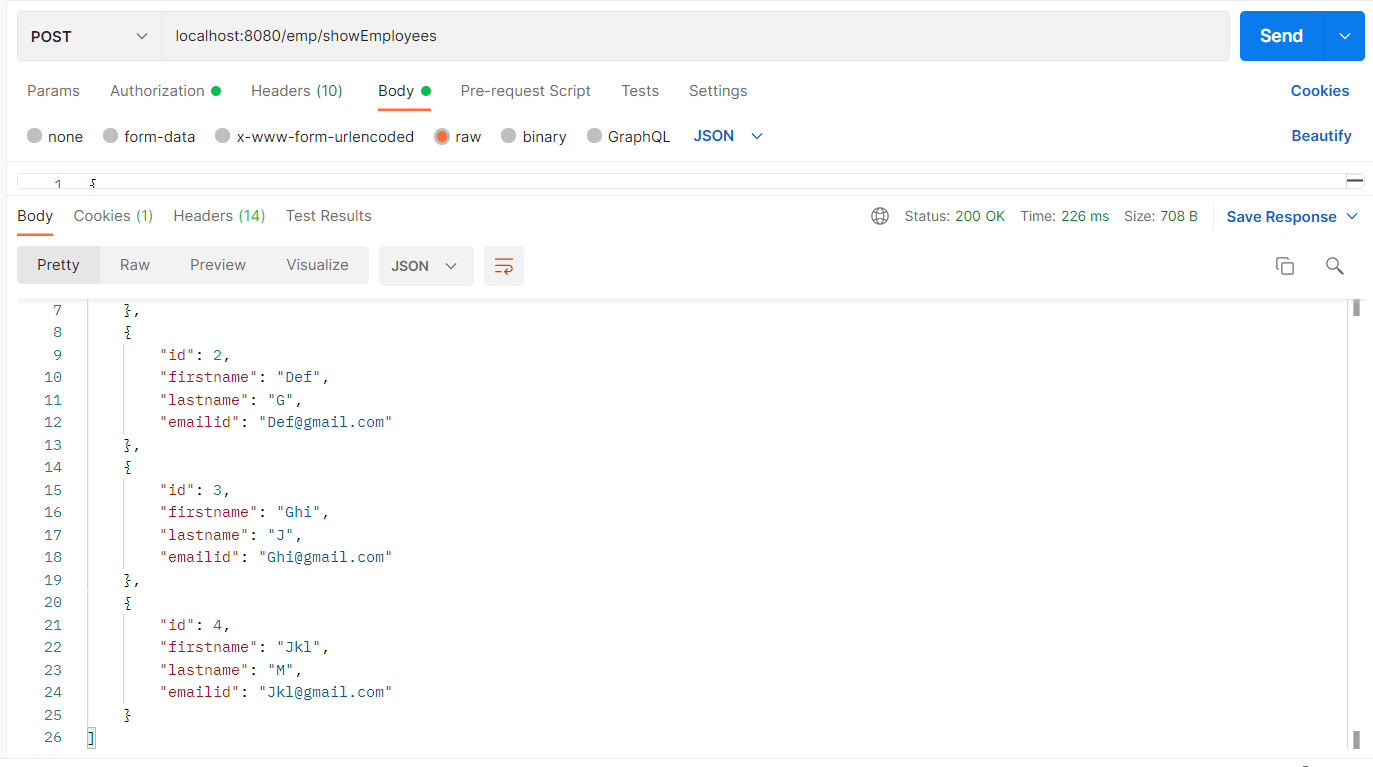 POST localhost:8080/emp/showEmployees Send
Params Authorization Headers (10) Body Pre-request Script Tests Settings Cookies
none form-data x-www-form-urlencoded raw binary GraphQL JSON Beautify
1 {
Body Cookies (1) Headers (14) Test Results Status: 200 OK Time: 226 ms Size: 708 B Save Response
Pretty Raw Preview Visualize JSON
7 },
8 {
9 "id": 2,
10 "firstname": "Def",
11 "lastname": "G",
12 "emailid": "Def@gmail.com"
13 },
14 {
15 "id": 3,
16 "firstname": "Ghi",
17 "lastname": "J",
18 "emailid": "Ghi@gmail.com"
19 },
20 {
21 "id": 4,
22 "firstname": "Jkl",
23 "lastname": "M",
24 "emailid": "Jkl@gmail.com"
25 }
26 ]